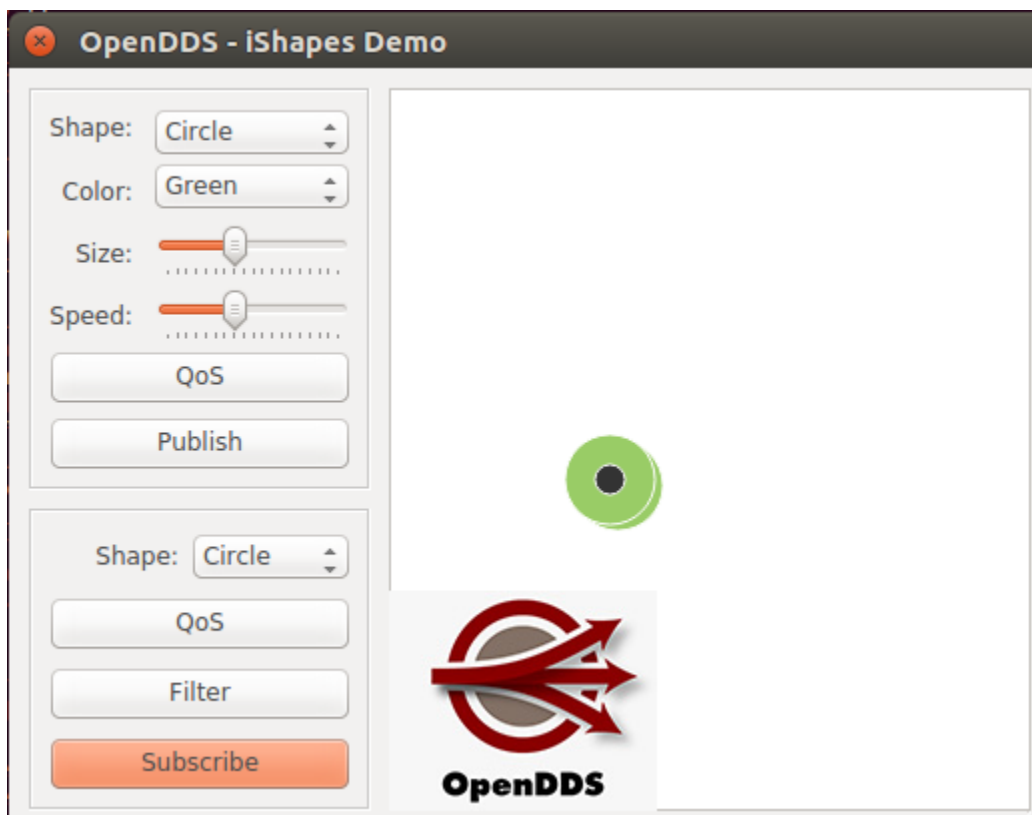 OpenDDS - iShapes Demo
Shape: Circle
Color: Green
Size:
Speed:
QoS
Publish
Shape: Circle
QoS
Filter
Subscribe
OpenDDS